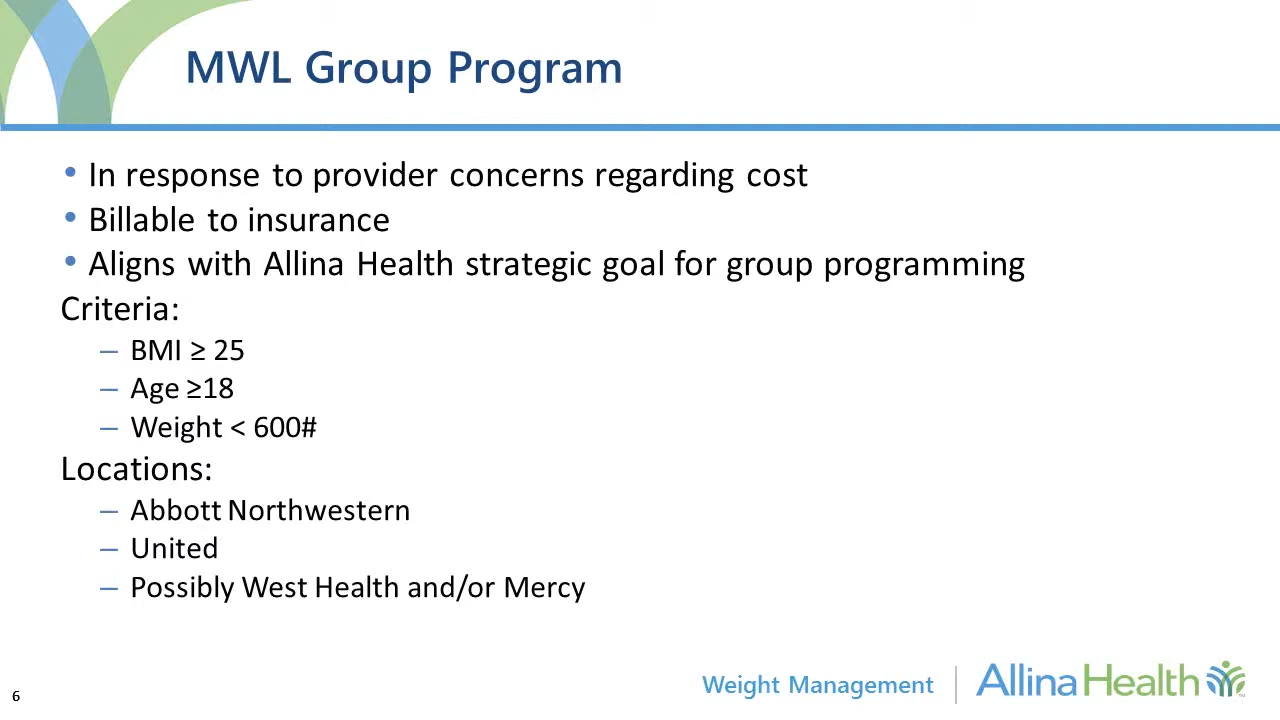 MWL Group Program
• In response to provider concerns regarding cost
• Billable to insurance
• Aligns with Allina Health strategic goal for group programming
Criteria:
– BMI ≥ 25
– Age ≥18
– Weight < 600#
Locations:
– Abbott Northwestern
– United
– Possibly West Health and/or Mercy
6
Weight Management
Allina Health